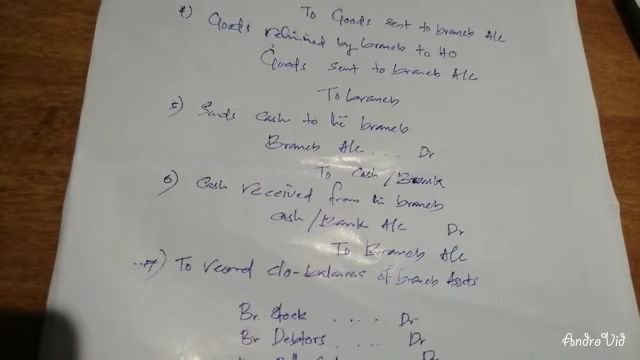 To Goods sent to branch A/c
4) Goods returned by branch to HO
Goods sent to branch A/c
To branch
5) Sends cash to the branch
Branch A/c ... Dr
To Cash/Bank
6) Cash received from the branch
Cash/Bank A/c Dr
To Branch A/c
7) To record clo-balances of branch Assets
Br Stock .... Dr
Br Debtors .... Dr
Dr
AndroVid